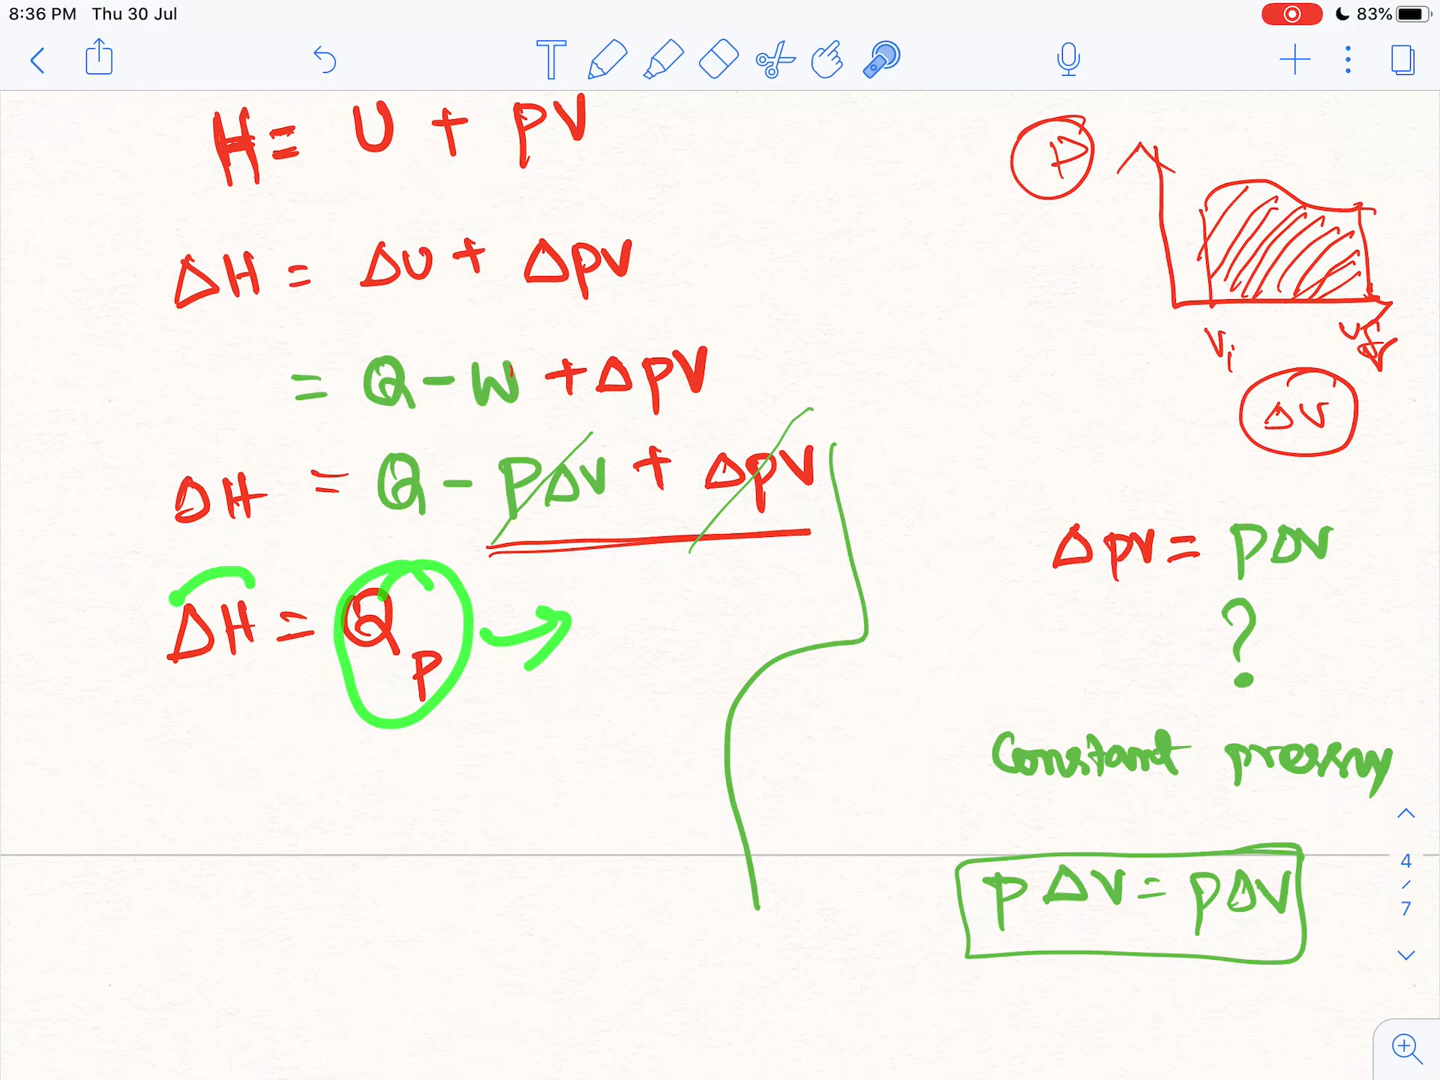 8:36 PM Thu 30 Jul 83%
T
H = U + PV
ΔH = ΔU + ΔPV
= Q - W + ΔPV
ΔH = Q - PΔV + ΔPV
ΔH = Q P
P
Vi Vf
ΔV
ΔPV = PΔV
?
Constant
PΔV = PΔV
4
/
7